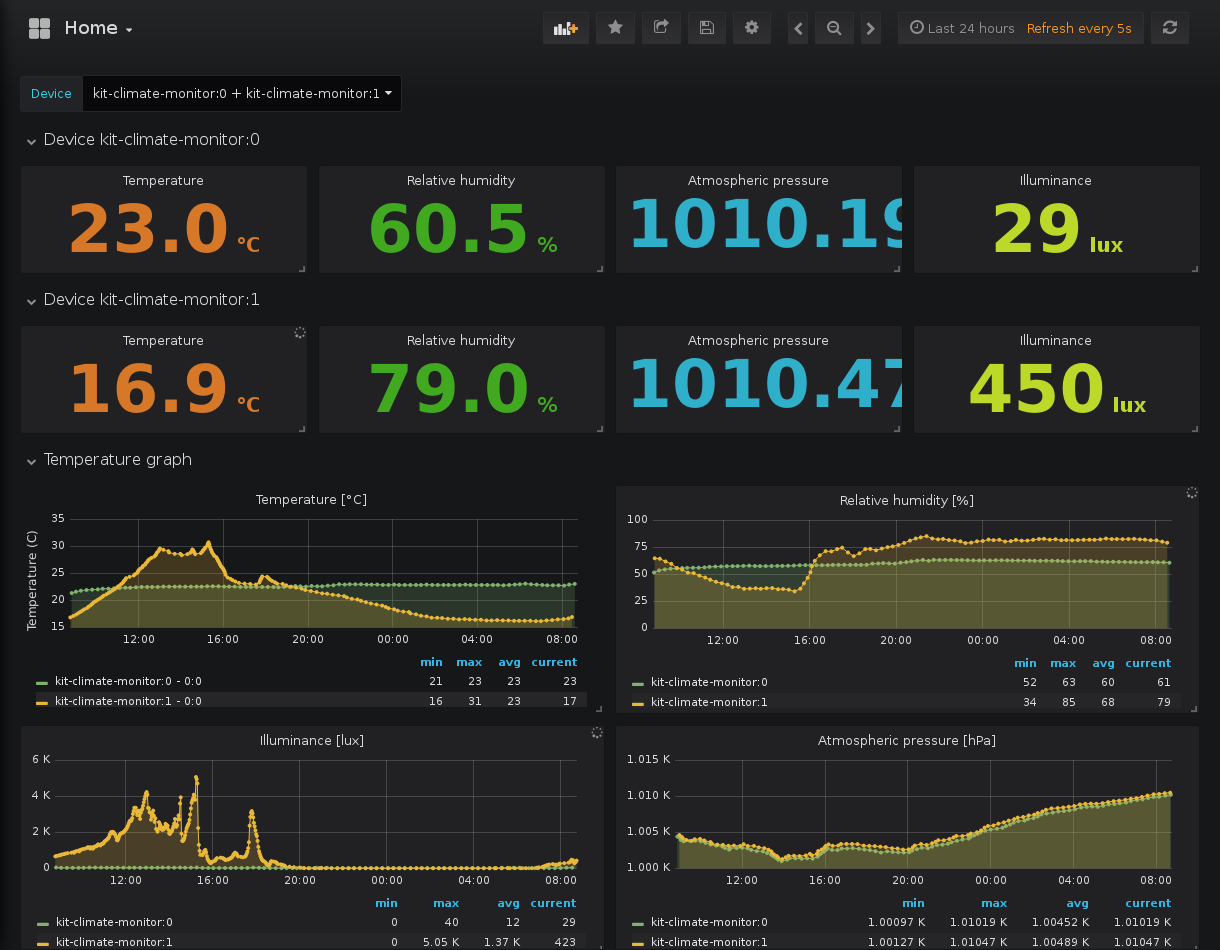 Home
Last 24 hours Refresh every 5s
Device kit-climate-monitor:0 + kit-climate-monitor:1
Device kit-climate-monitor:0
Temperature Relative humidity Atmospheric pressure Illuminance
23.0 °C 60.5 % 1010.19 29 lux
Device kit-climate-monitor:1
Temperature Relative humidity Atmospheric pressure Illuminance
16.9 °C 79.0 % 1010.47 450 lux
Temperature graph
Temperature [°C]
Temperature (C)
35
30
25
20
15
12:00 16:00 20:00 00:00 04:00 08:00
min max avg current
kit-climate-monitor:0 - 0:0 21 23 23 23
kit-climate-monitor:1 - 0:0 16 31 23 17
Relative humidity [%]
100
75
50
25
0
12:00 16:00 20:00 00:00 04:00 08:00
min max avg current
kit-climate-monitor:0 52 63 60 61
kit-climate-monitor:1 34 85 68 79
Illuminance [lux]
6 K
4 K
2 K
0
12:00 16:00 20:00 00:00 04:00 08:00
min max avg current
kit-climate-monitor:0 0 40 12 29
kit-climate-monitor:1 0 5.05 K 1.37 K 423
Atmospheric pressure [hPa]
1.015 K
1.010 K
1.005 K
1.000 K
12:00 16:00 20:00 00:00 04:00 08:00
min max avg current
kit-climate-monitor:0 1.00097 K 1.01019 K 1.00452 K 1.01019 K
kit-climate-monitor:1 1.00127 K 1.01047 K 1.00489 K 1.01047 K